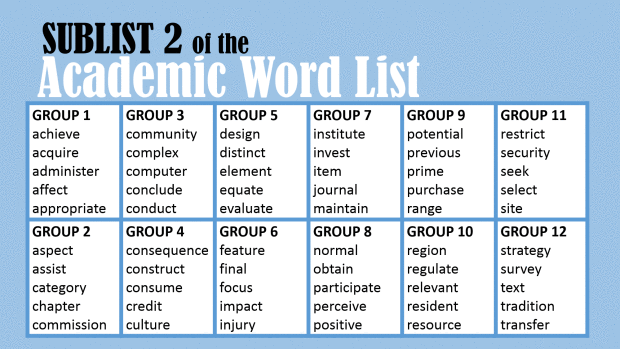 SUBLIST 2 of the
Academic Word List
GROUP 1
achieve
acquire
administer
affect
appropriate
GROUP 2
aspect
assist
category
chapter
commission
GROUP 3
community
complex
computer
conclude
conduct
GROUP 4
consequence
construct
consume
credit
culture
GROUP 5
design
distinct
element
equate
evaluate
GROUP 6
feature
final
focus
impact
injury
GROUP 7
institute
invest
item
journal
maintain
GROUP 8
normal
obtain
participate
perceive
positive
GROUP 9
potential
previous
prime
purchase
range
GROUP 10
region
regulate
relevant
resident
resource
GROUP 11
restrict
security
seek
select
site
GROUP 12
strategy
survey
text
tradition
transfer